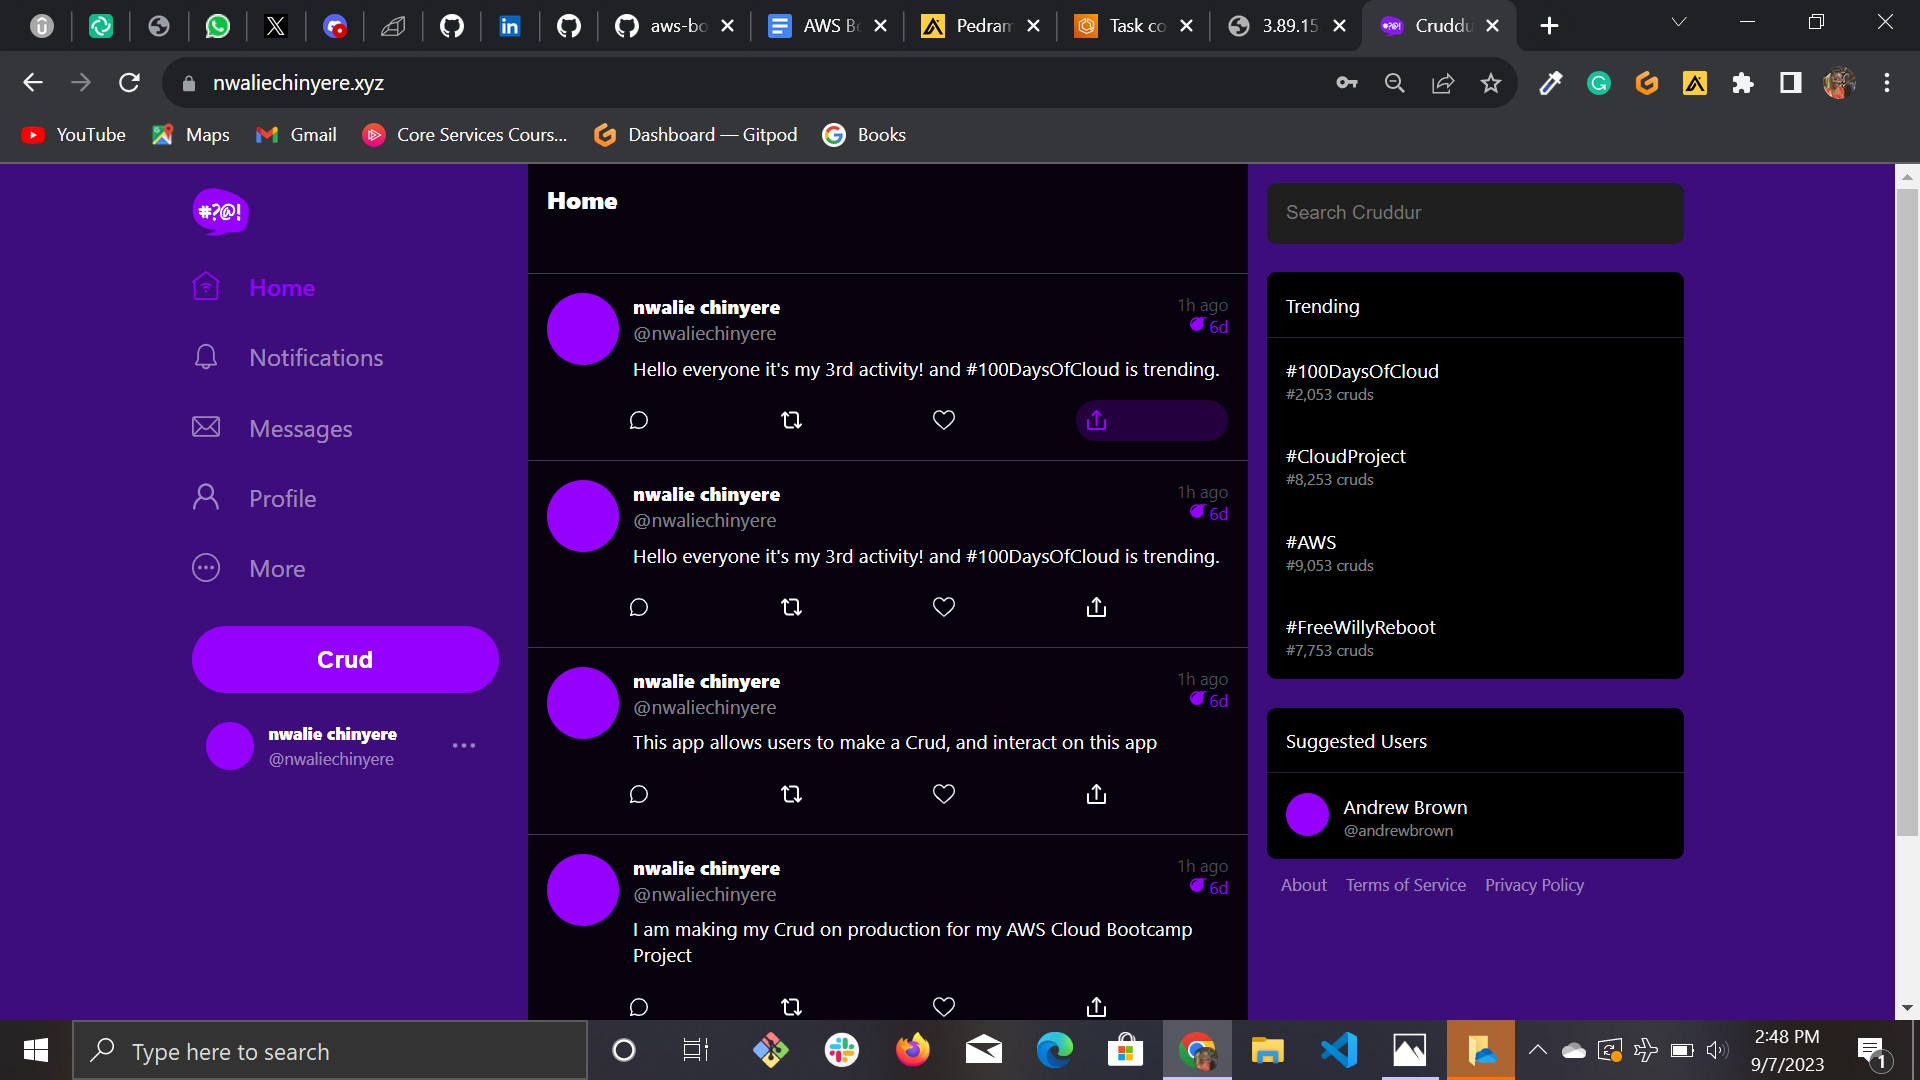 aws-bo
AWS Bo
Pedram
Task co
3.89.15.
Cruddu
nwaliechinyere.xyz
YouTube
Maps
Gmail
Core Services Cours...
Dashboard — Gitpod
Books
#?@!
Home
Notifications
Messages
Profile
More
Crud
nwalie chinyere
@nwaliechinyere
Home
nwalie chinyere
1h ago
@nwaliechinyere
6d
Hello everyone it's my 3rd activity! and #100DaysOfCloud is trending.
nwalie chinyere
1h ago
@nwaliechinyere
6d
Hello everyone it's my 3rd activity! and #100DaysOfCloud is trending.
nwalie chinyere
1h ago
@nwaliechinyere
6d
This app allows users to make a Crud, and interact on this app
nwalie chinyere
1h ago
@nwaliechinyere
6d
I am making my Crud on production for my AWS Cloud Bootcamp
Project
Search Cruddur
Trending
#100DaysOfCloud
#2,053 cruds
#CloudProject
#8,253 cruds
#AWS
#9,053 cruds
#FreeWillyReboot
#7,753 cruds
Suggested Users
Andrew Brown
@andrewbrown
About
Terms of Service
Privacy Policy
Type here to search
2:48 PM
9/7/2023
1